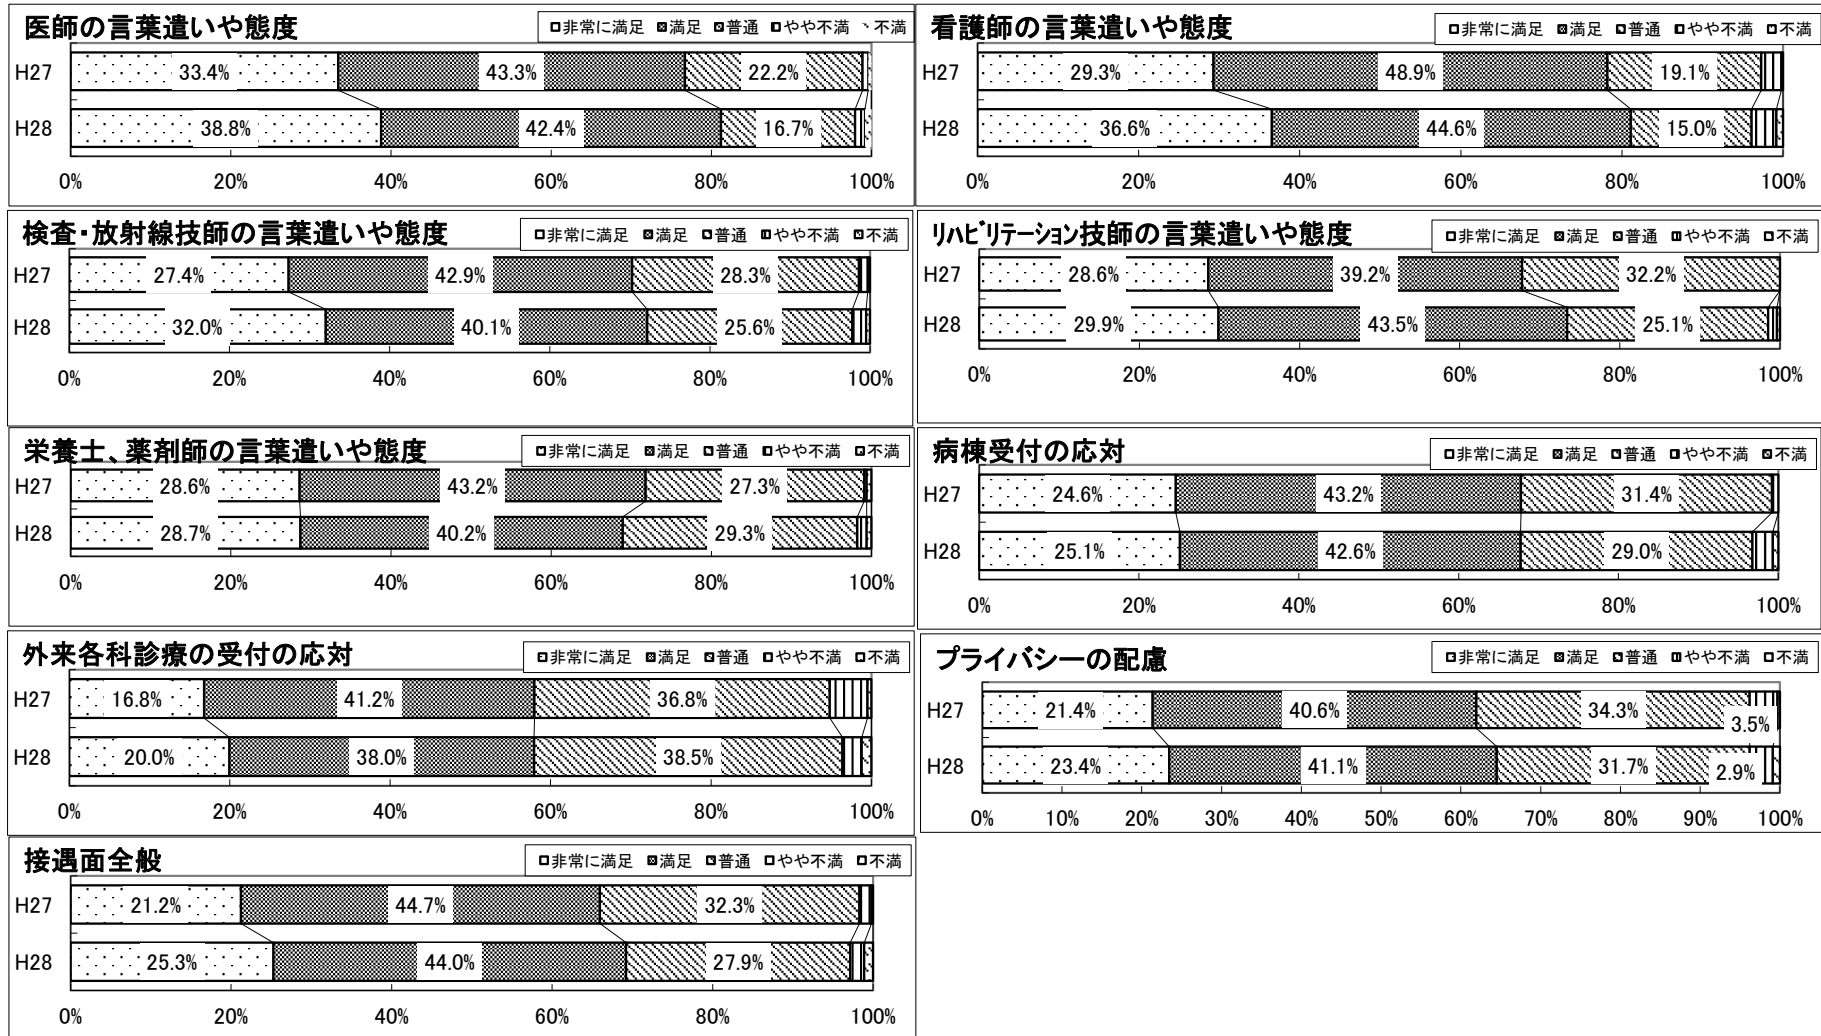 医師の言葉遣いや態度
非常に満足 満足 普通 やや不満 不満
H27 33.4% 43.3% 22.2%
H28 38.8% 42.4% 16.7%
0% 20% 40% 60% 80% 100%
看護師の言葉遣いや態度
非常に満足 満足 普通 やや不満 不満
H27 29.3% 48.9% 19.1%
H28 36.6% 44.6% 15.0%
0% 20% 40% 60% 80% 100%
検査・放射線技師の言葉遣いや態度
非常に満足 満足 普通 やや不満 不満
H27 27.4% 42.9% 28.3%
H28 32.0% 40.1% 25.6%
0% 20% 40% 60% 80% 100%
ﾘﾊﾋﾞﾘﾃｰｼｮﾝ技師の言葉遣いや態度
非常に満足 満足 普通 やや不満 不満
H27 28.6% 39.2% 32.2%
H28 29.9% 43.5% 25.1%
0% 20% 40% 60% 80% 100%
栄養士、薬剤師の言葉遣いや態度
非常に満足 満足 普通 やや不満 不満
H27 28.6% 43.2% 27.3%
H28 28.7% 40.2% 29.3%
0% 20% 40% 60% 80% 100%
病棟受付の応対
非常に満足 満足 普通 やや不満 不満
H27 24.6% 43.2% 31.4%
H28 25.1% 42.6% 29.0%
0% 20% 40% 60% 80% 100%
外来各科診療の受付の応対
非常に満足 満足 普通 やや不満 不満
H27 16.8% 41.2% 36.8%
H28 20.0% 38.0% 38.5%
0% 20% 40% 60% 80% 100%
プライバシーの配慮
非常に満足 満足 普通 やや不満 不満
H27 21.4% 40.6% 34.3% 3.5%
H28 23.4% 41.1% 31.7% 2.9%
0% 10% 20% 30% 40% 50% 60% 70% 80% 90% 100%
接遇面全般
非常に満足 満足 普通 やや不満 不満
H27 21.2% 44.7% 32.3%
H28 25.3% 44.0% 27.9%
0% 20% 40% 60% 80% 100%